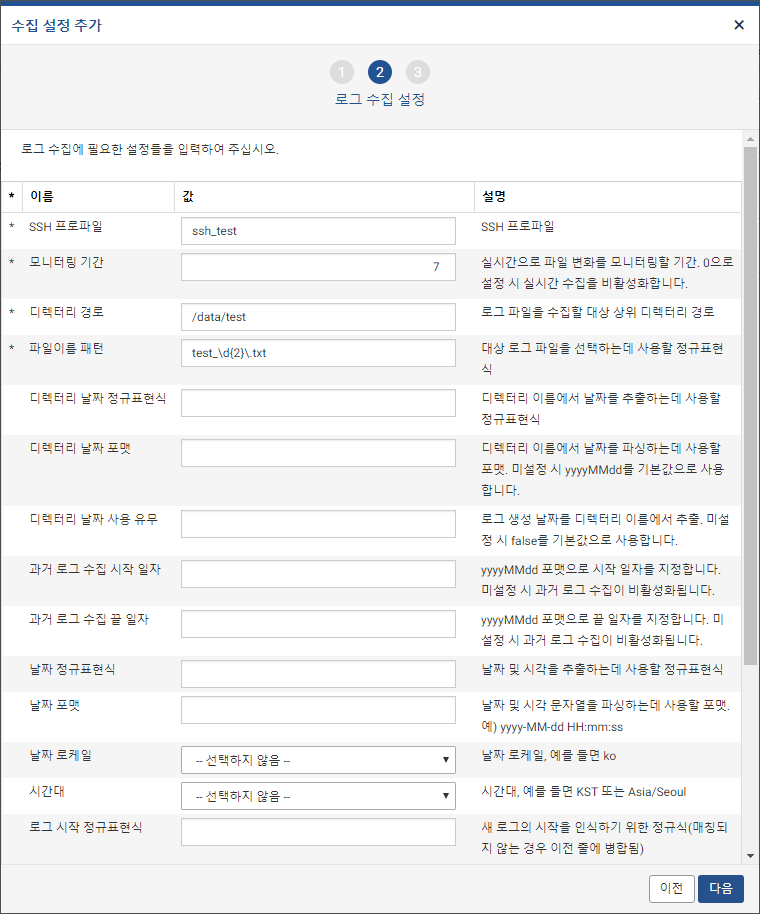 수집 설정 추가
×
1 2 3
로그 수집 설정
로그 수집에 필요한 설정들을 입력하여 주십시오.
* 이름 값 설명
* SSH 프로파일 ssh_test SSH 프로파일
* 모니터링 기간 7 실시간으로 파일 변화를 모니터링할 기간. 0으로
설정 시 실시간 수집을 비활성화합니다.
* 디렉터리 경로 /data/test 로그 파일을 수집할 대상 상위 디렉터리 경로
* 파일이름 패턴 test_\d{2}\.txt 대상 로그 파일을 선택하는데 사용할 정규표현
식
디렉터리 날짜 정규표현식 디렉터리 이름에서 날짜를 추출하는데 사용할
정규표현식
디렉터리 날짜 포맷 디렉터리 이름에서 날짜를 파싱하는데 사용할
포맷. 미설정 시 yyyyMMdd를 기본값으로 사용
합니다.
디렉터리 날짜 사용 유무 로그 생성 날짜를 디렉터리 이름에서 추출. 미설
정 시 false를 기본값으로 사용합니다.
과거 로그 수집 시작 일자 yyyyMMdd 포맷으로 시작 일자를 지정합니다.
미설정 시 과거 로그 수집이 비활성화됩니다.
과거 로그 수집 끝 일자 yyyyMMdd 포맷으로 끝 일자를 지정합니다. 미
설정 시 과거 로그 수집이 비활성화됩니다.
날짜 정규표현식 날짜 및 시각을 추출하는데 사용할 정규표현식
날짜 포맷 날짜 및 시각 문자열을 파싱하는데 사용할 포맷.
예) yyyy-MM-dd HH:mm:ss
날짜 로케일 -- 선택하지 않음 -- 날짜 로케일, 예를 들면 ko
시간대 -- 선택하지 않음 -- 시간대, 예를 들면 KST 또는 Asia/Seoul
로그 시작 정규표현식 새 로그의 시작을 인식하기 위한 정규식(매칭되
지 않는 경우 이전 줄에 병합됨)
이전 다음